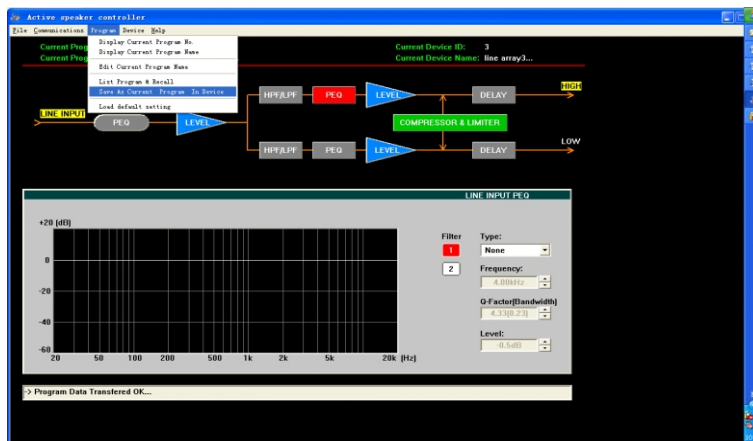 Active speaker controller
File Communications Program Device Help
Current Prog
Current Prog
Display Current Program No.
Display Current Program Name
Edit Current Program Name
List Program & Recall
Save As Current Program In Device
Load default setting
Current Device ID: 3
Current Device Name: line array3...
LINE INPUT
PEQ
LEVEL
HPF/LPF
PEQ
LEVEL
DELAY
HIGH
COMPRESSOR & LIMITER
HPF/LPF
PEQ
LEVEL
DELAY
LOW
LINE INPUT PEQ
+20 (dB)
0
-20
-40
-60
20 50 100 200 500 1k 2k 5k 20k (Hz)
Filter
1
2
Type:
None
Frequency:
4.00kHz
Q-Factor(Bandwidth)
4.33(0.23)
Level:
-0.5dB
-> Program Data Transfered OK...